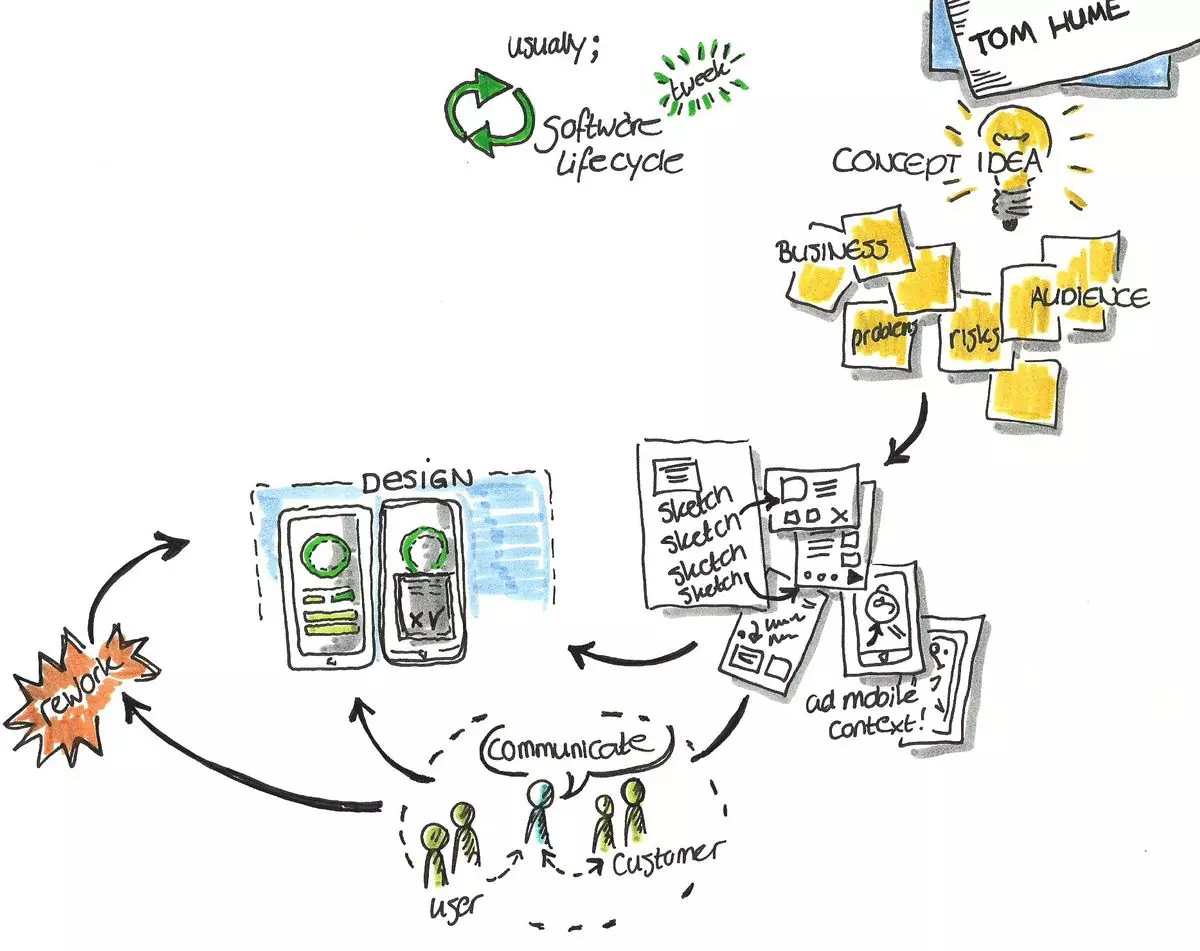 TOM HUME
usually;
tweek
software
lifecycle
CONCEPT IDEA
BUSINESS
AUDIENCE
problems
risks
DESIGN
sketch
sketch
sketch
sketch
ad mobile
context!
rework
communicate
user
customer